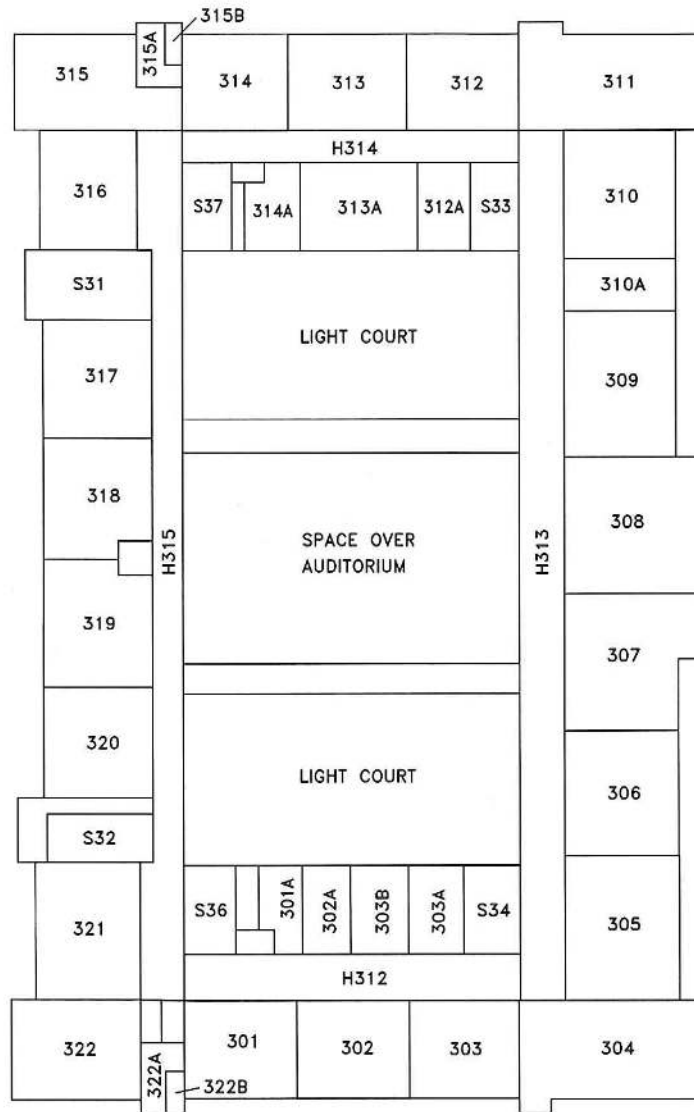 315B
315A
315
314
313
312
311
H314
316
S37
314A
313A
312A
S33
310
S31
310A
LIGHT COURT
317
309
318
H315
SPACE OVER
AUDITORIUM
H313
308
319
307
320
LIGHT COURT
306
S32
321
S36
301A
302A
303B
303A
S34
305
H312
322
322A
301
302
303
304
322B